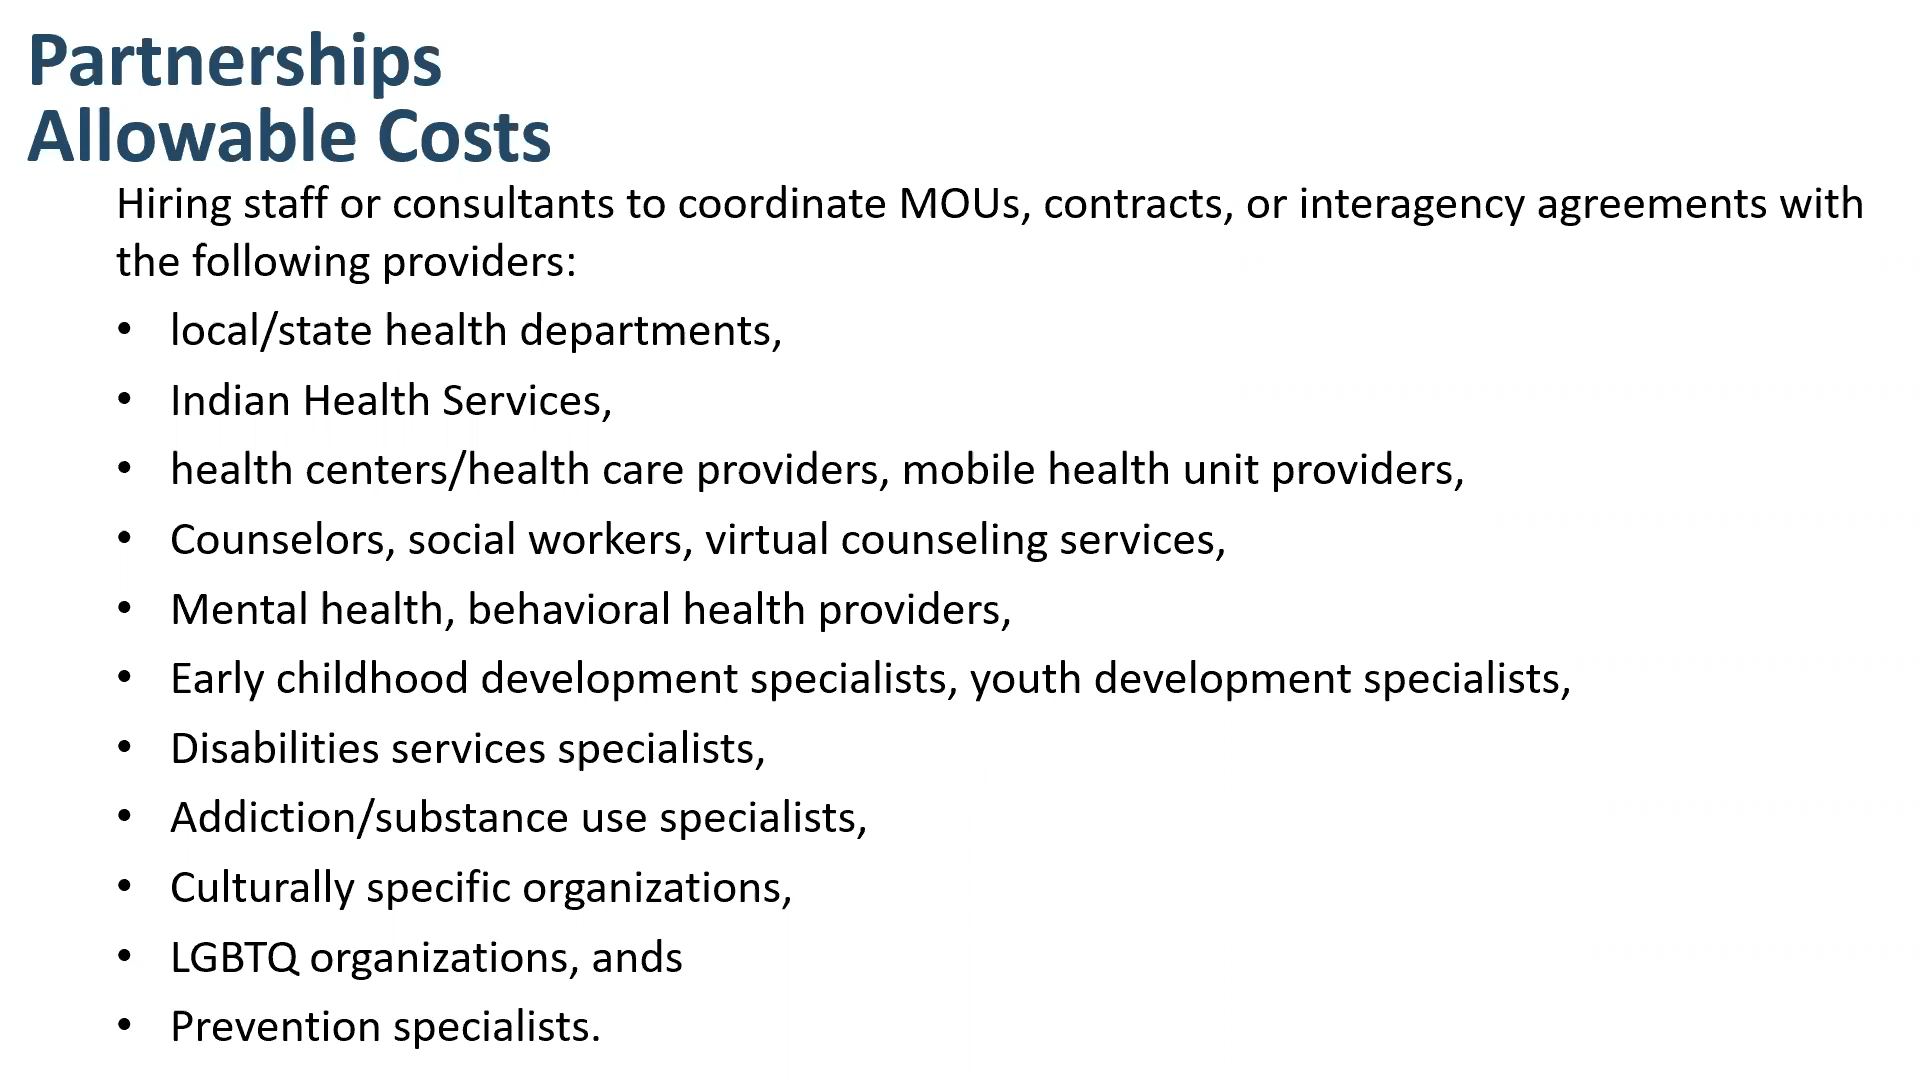 Partnerships
Allowable Costs
Hiring staff or consultants to coordinate MOUs, contracts, or interagency agreements with
the following providers:
• local/state health departments,
• Indian Health Services,
• health centers/health care providers, mobile health unit providers,
• Counselors, social workers, virtual counseling services,
• Mental health, behavioral health providers,
• Early childhood development specialists, youth development specialists,
• Disabilities services specialists,
• Addiction/substance use specialists,
• Culturally specific organizations,
• LGBTQ organizations, ands
• Prevention specialists.